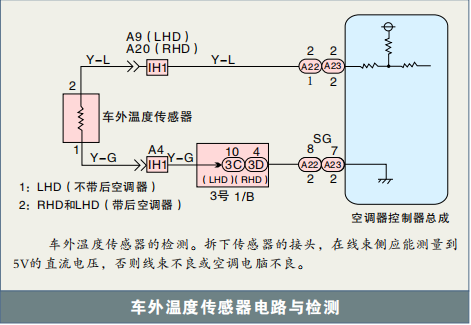 A9（LHD）
A20（RHD）
2 2
Y-L IH1 Y-L A22 A23
1 2
2
车外温度传感器
1
SG
A4 10 4 8 7
Y-G IH1 Y-G 3C 3D A22 A23
（LHD）（RHD） 2 2
3号 1/B
1：LHD（不带后空调器）
2：RHD和LHD（带后空调器）
空调器控制器总成
车外温度传感器的检测。拆下传感器的接头，在线束侧应能测量到
5V的直流电压，否则线束不良或空调电脑不良。
车外温度传感器电路与检测